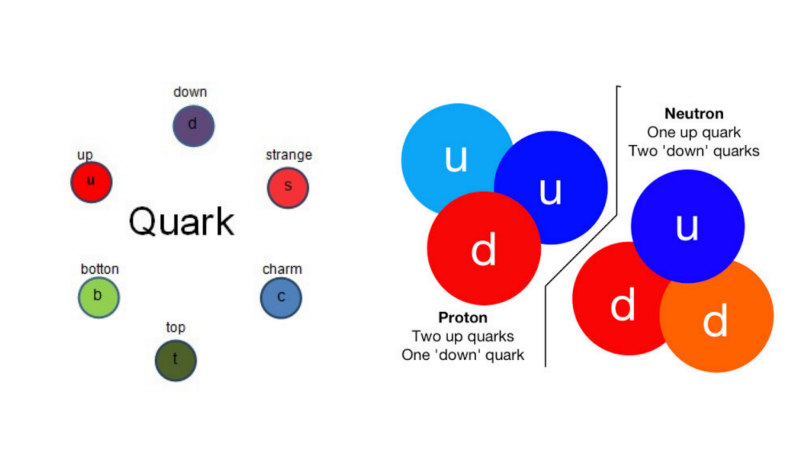 down
d
up
u
strange
s
Quark
botton
b
charm
c
top
t
u
u
d
Proton
Two up quarks
One 'down' quark
Neutron
One up quark
Two 'down' quarks
u
d
d